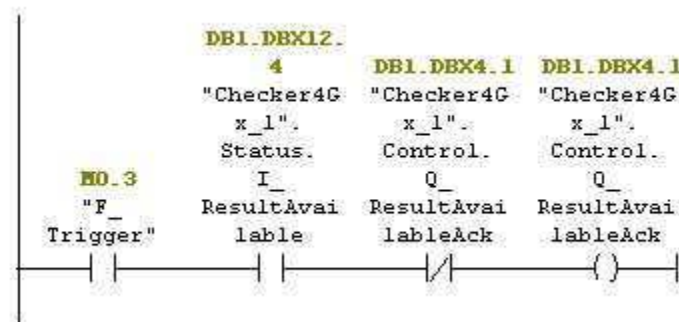 M0.3
"F_
Trigger"
DB1.DBX12.
4
"Checker4G
x_1".
Status.
I_
ResultAvai
lable
DB1.DBX4.1
"Checker4G
x_1".
Control.
Q_
ResultAvai
lableAck
DB1.DBX4.1
"Checker4G
x_1".
Control.
Q_
ResultAvai
lableAck